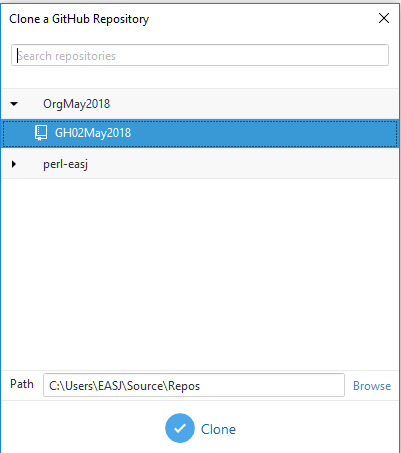 Clone a GitHub Repository
Search repositories
OrgMay2018
GH02May2018
perl-easj
Path C:\Users\EASJ\Source\Repos Browse
Clone